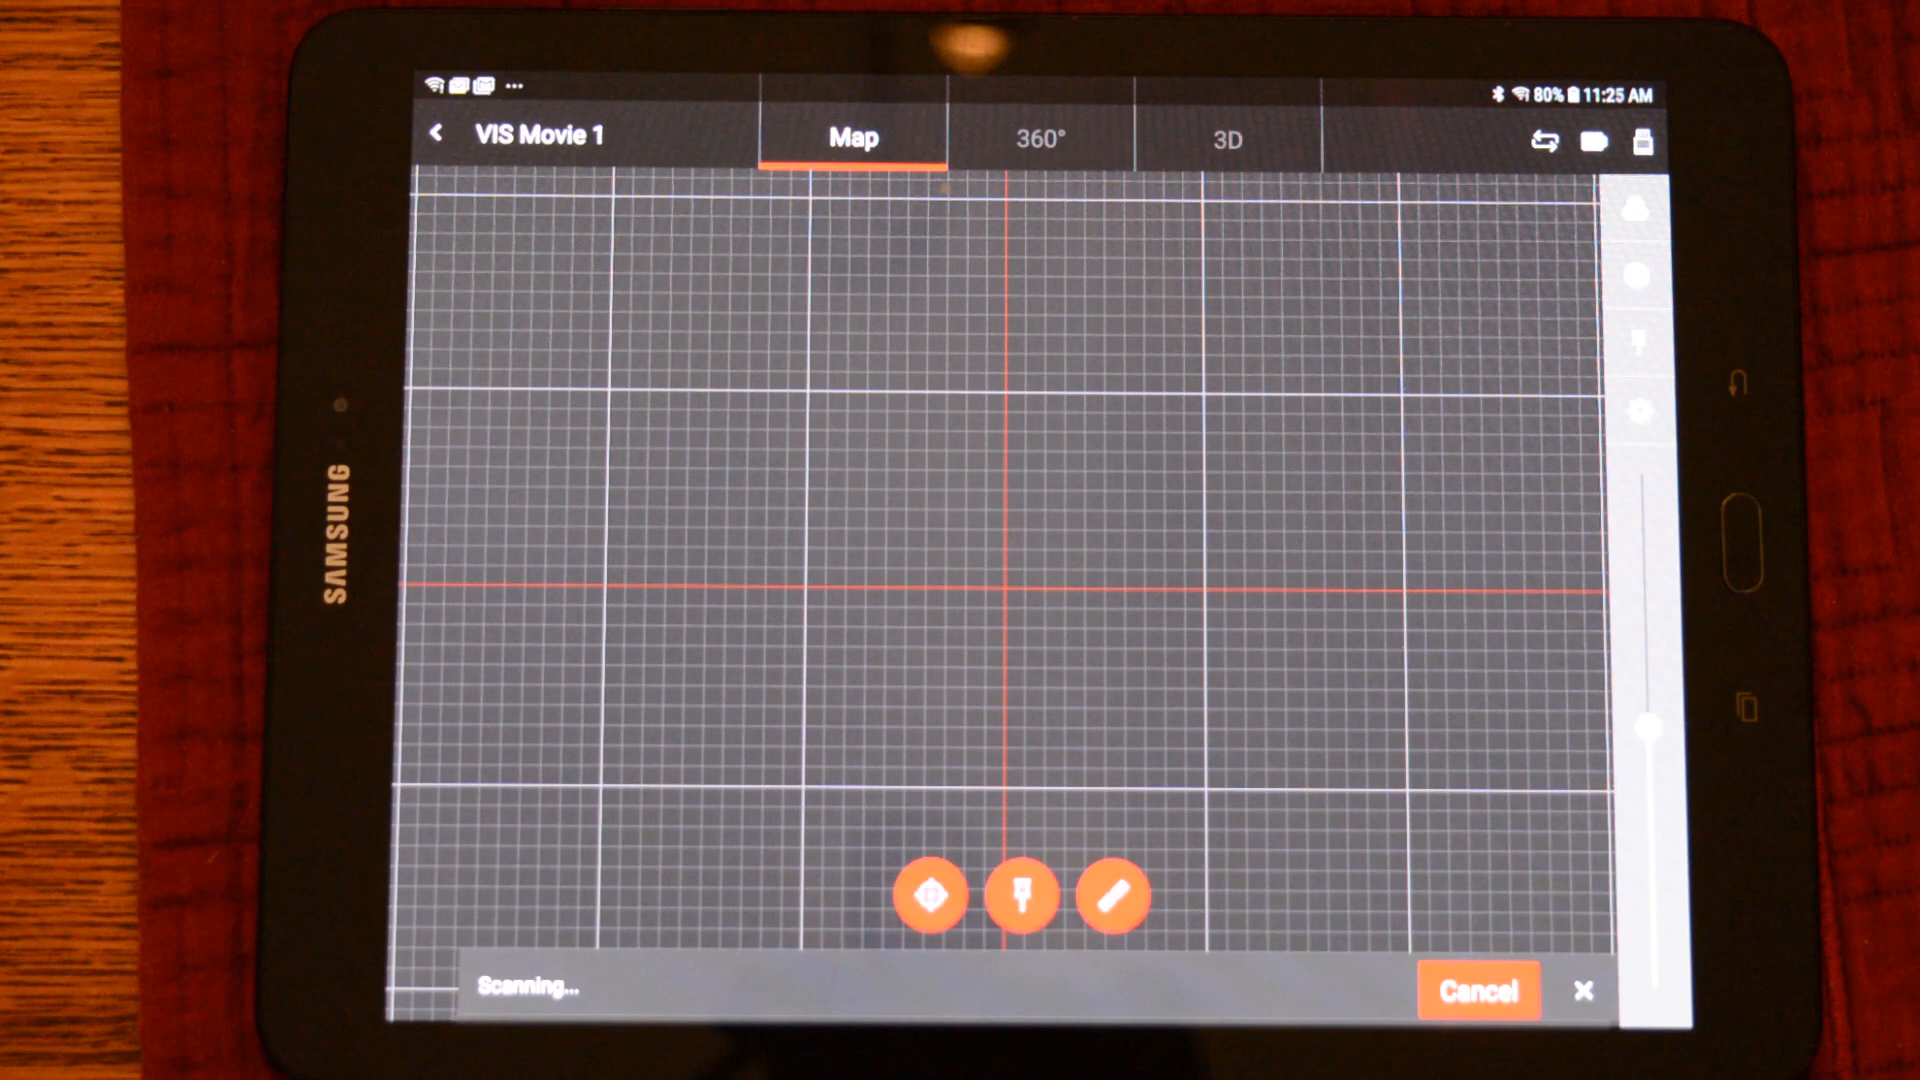 80% 11:25 AM
VIS Movie 1
Map
360°
3D
SAMSUNG
Scanning...
Cancel